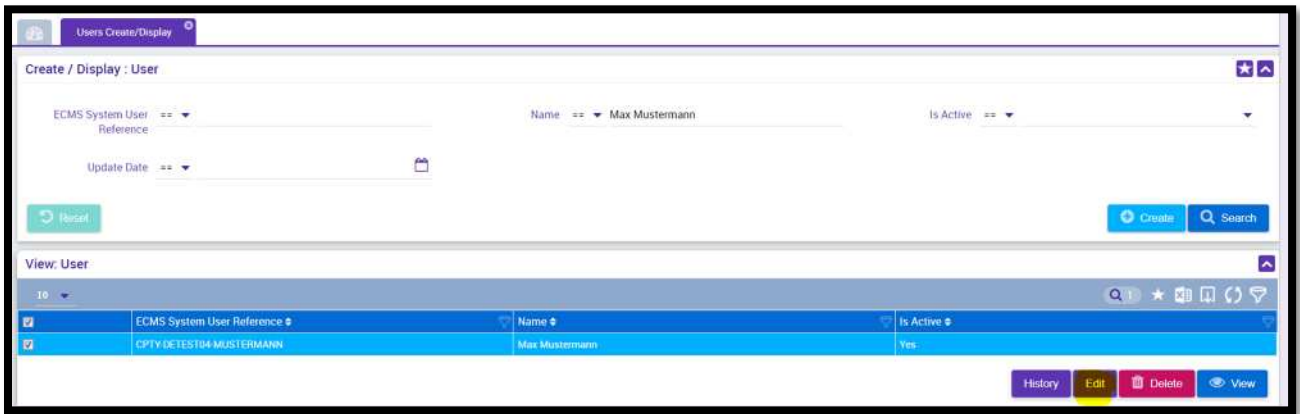 Users Create/Display
Create / Display : User
ECMS System User Reference == Name == Max Mustermann Is Active ==
Update Date ==
Reset Create Search
View: User
10 1
ECMS System User Reference Name Is Active
CPTY-DETEST04-MUSTERMANN Max Mustermann Yes
History Edit Delete View